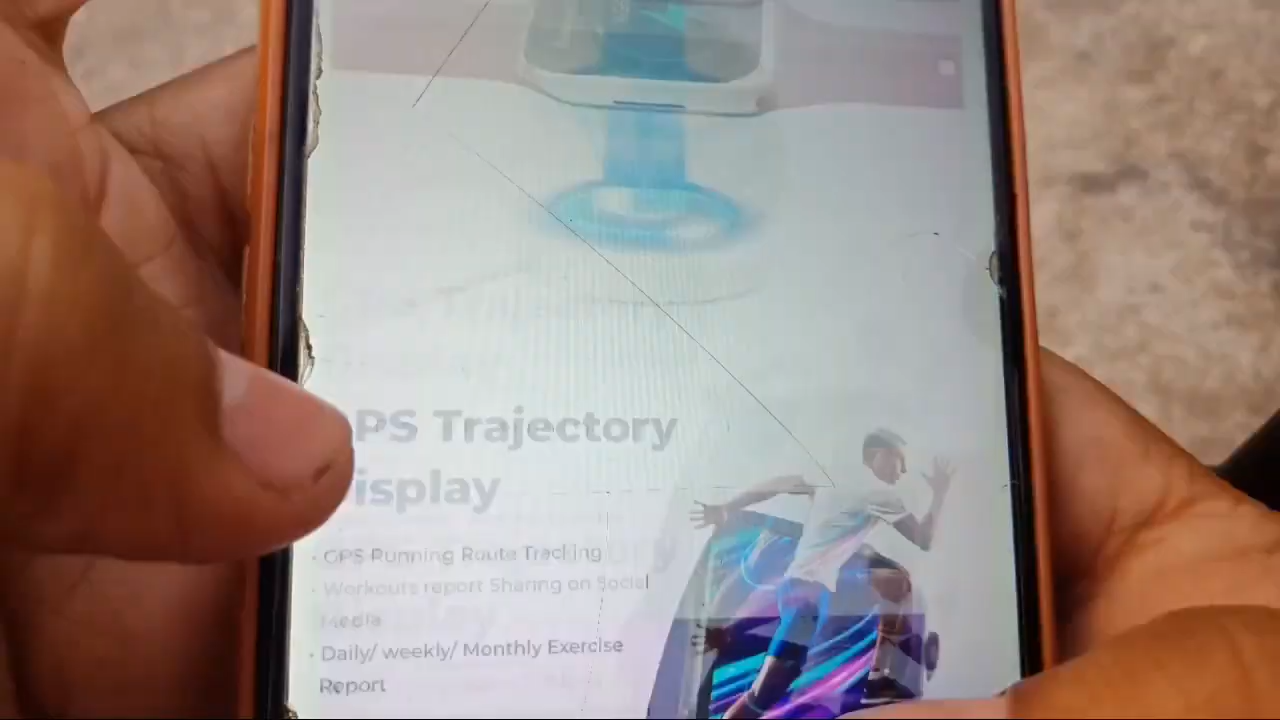 PS Trajectory
isplay
· GPS Running Route Tracking
· Workouts report Sharing on Social
Media
· Daily/ weekly/ Monthly Exercise
Report